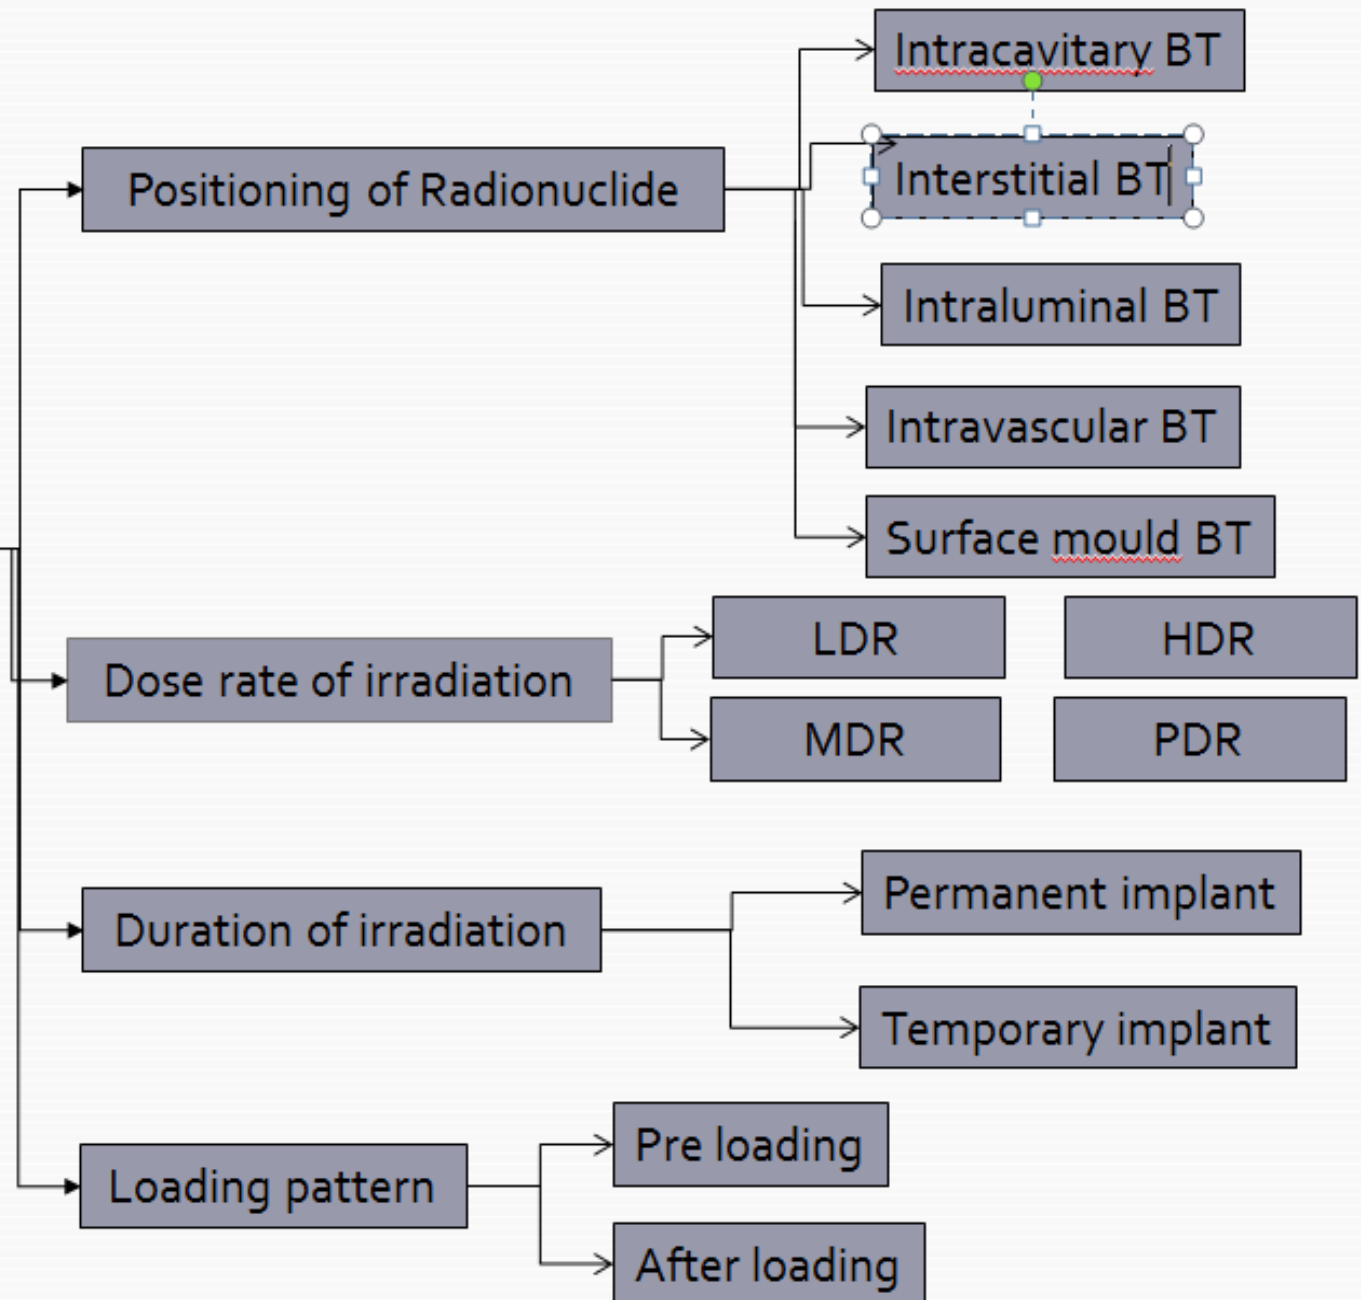 Intracavitary BT
Positioning of Radionuclide
Interstitial BT
Intraluminal BT
Intravascular BT
Surface mould BT
Dose rate of irradiation
LDR
HDR
MDR
PDR
Duration of irradiation
Permanent implant
Temporary implant
Loading pattern
Pre loading
After loading